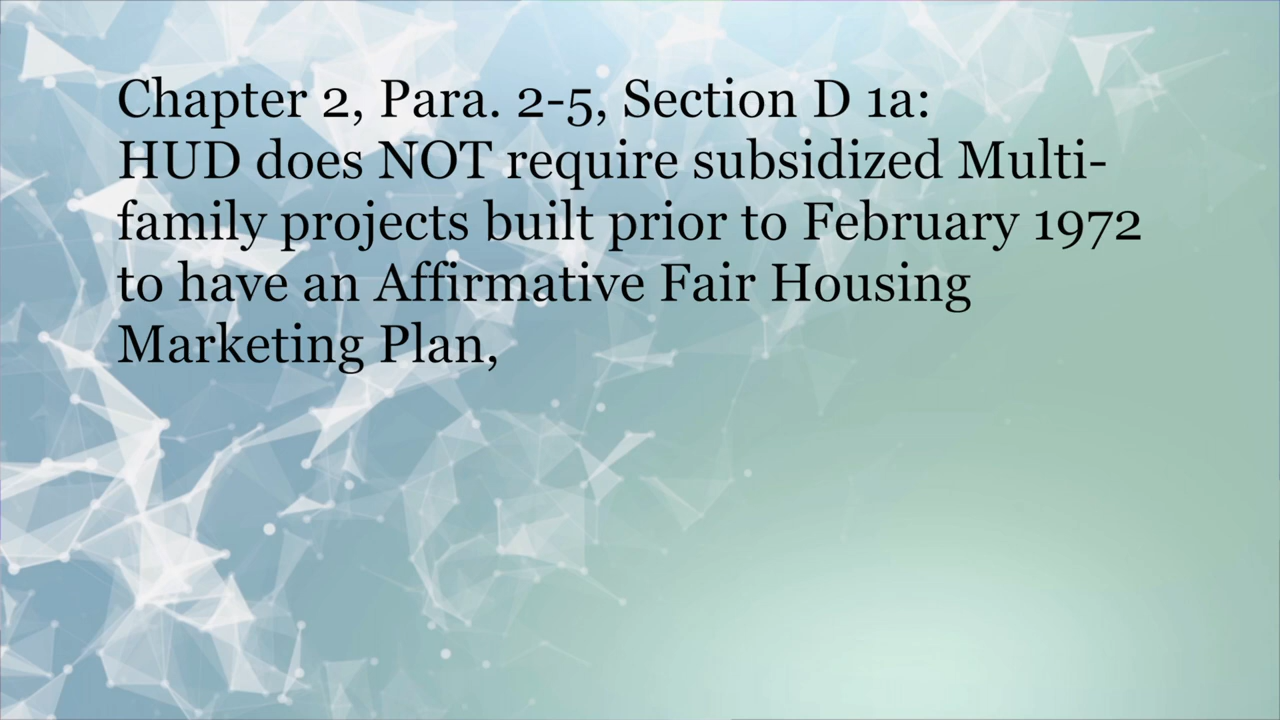 Chapter 2, Para. 2-5, Section D 1a:
HUD does NOT require subsidized Multi-
family projects built prior to February 1972
to have an Affirmative Fair Housing
Marketing Plan,